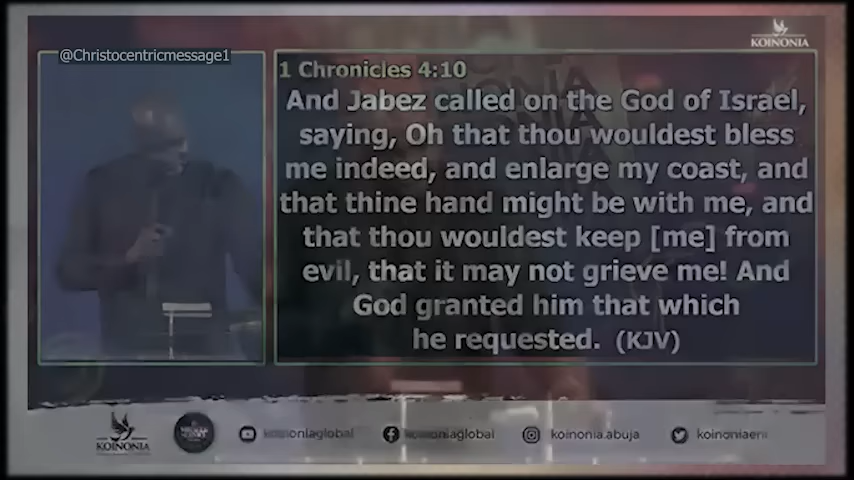 @Christocentricmessage1
KOINONIA
1 Chronicles 4:10
And Jabez called on the God of Israel,
saying, Oh that thou wouldest bless
me indeed, and enlarge my coast, and
that thine hand might be with me, and
that thou wouldest keep [me] from
evil, that it may not grieve me! And
God granted him that which
he requested. (KJV)
KOINONIA
koinoniaglobal
koinoniaglobal
koinonia.abuja